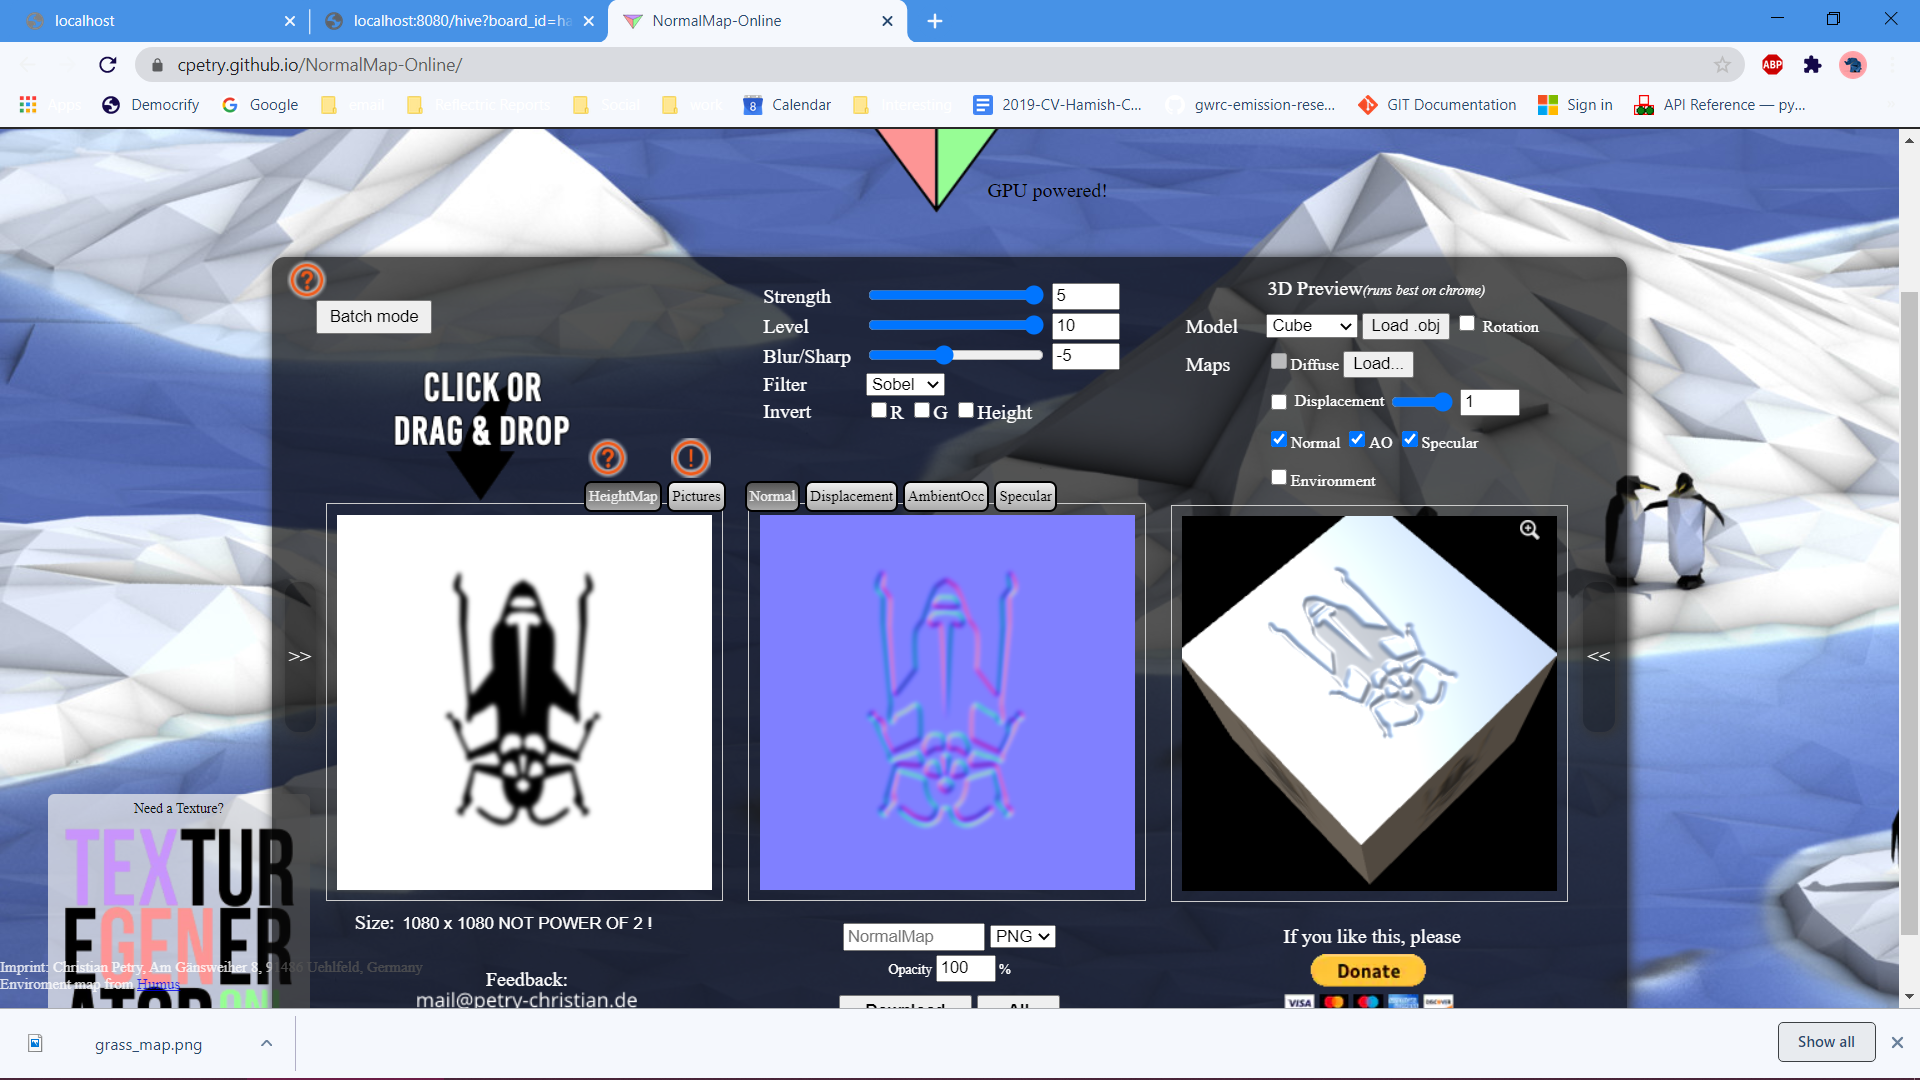 localhost
localhost:8080/hive?board_id=ha
NormalMap-Online
cpetry.github.io/NormalMap-Online/
ABP
Apps
Democrify
Google
email
Reflectric Reports
Social
work
8
Calendar
Interesting
2019-CV-Hamish-C...
gwrc-emission-rese...
GIT Documentation
Sign in
API Reference — py...
GPU powered!
?
Batch mode
CLICK OR
DRAG & DROP
Strength 5
Level 10
Blur/Sharp -5
Filter Sobel
Invert R G Height
3D Preview(runs best on chrome)
Model Cube Load .obj Rotation
Maps Diffuse Load...
Displacement 1
Normal AO Specular
Environment
? !
HeightMap Pictures
Normal Displacement AmbientOcc Specular
>>
<<
Need a Texture?
TEXTUR
EGENER
ATOR ON
Size: 1080 x 1080 NOT POWER OF 2 !
Imprint: Christian Petry, Am Gänsweiher 8, 91486 Uehlfeld, Germany
Enviroment map from Humus
Feedback:
mail@petry-christian.de
NormalMap PNG
Opacity 100 %
Download All
If you like this, please
Donate
VISA
DISCOVER
grass_map.png
Show all